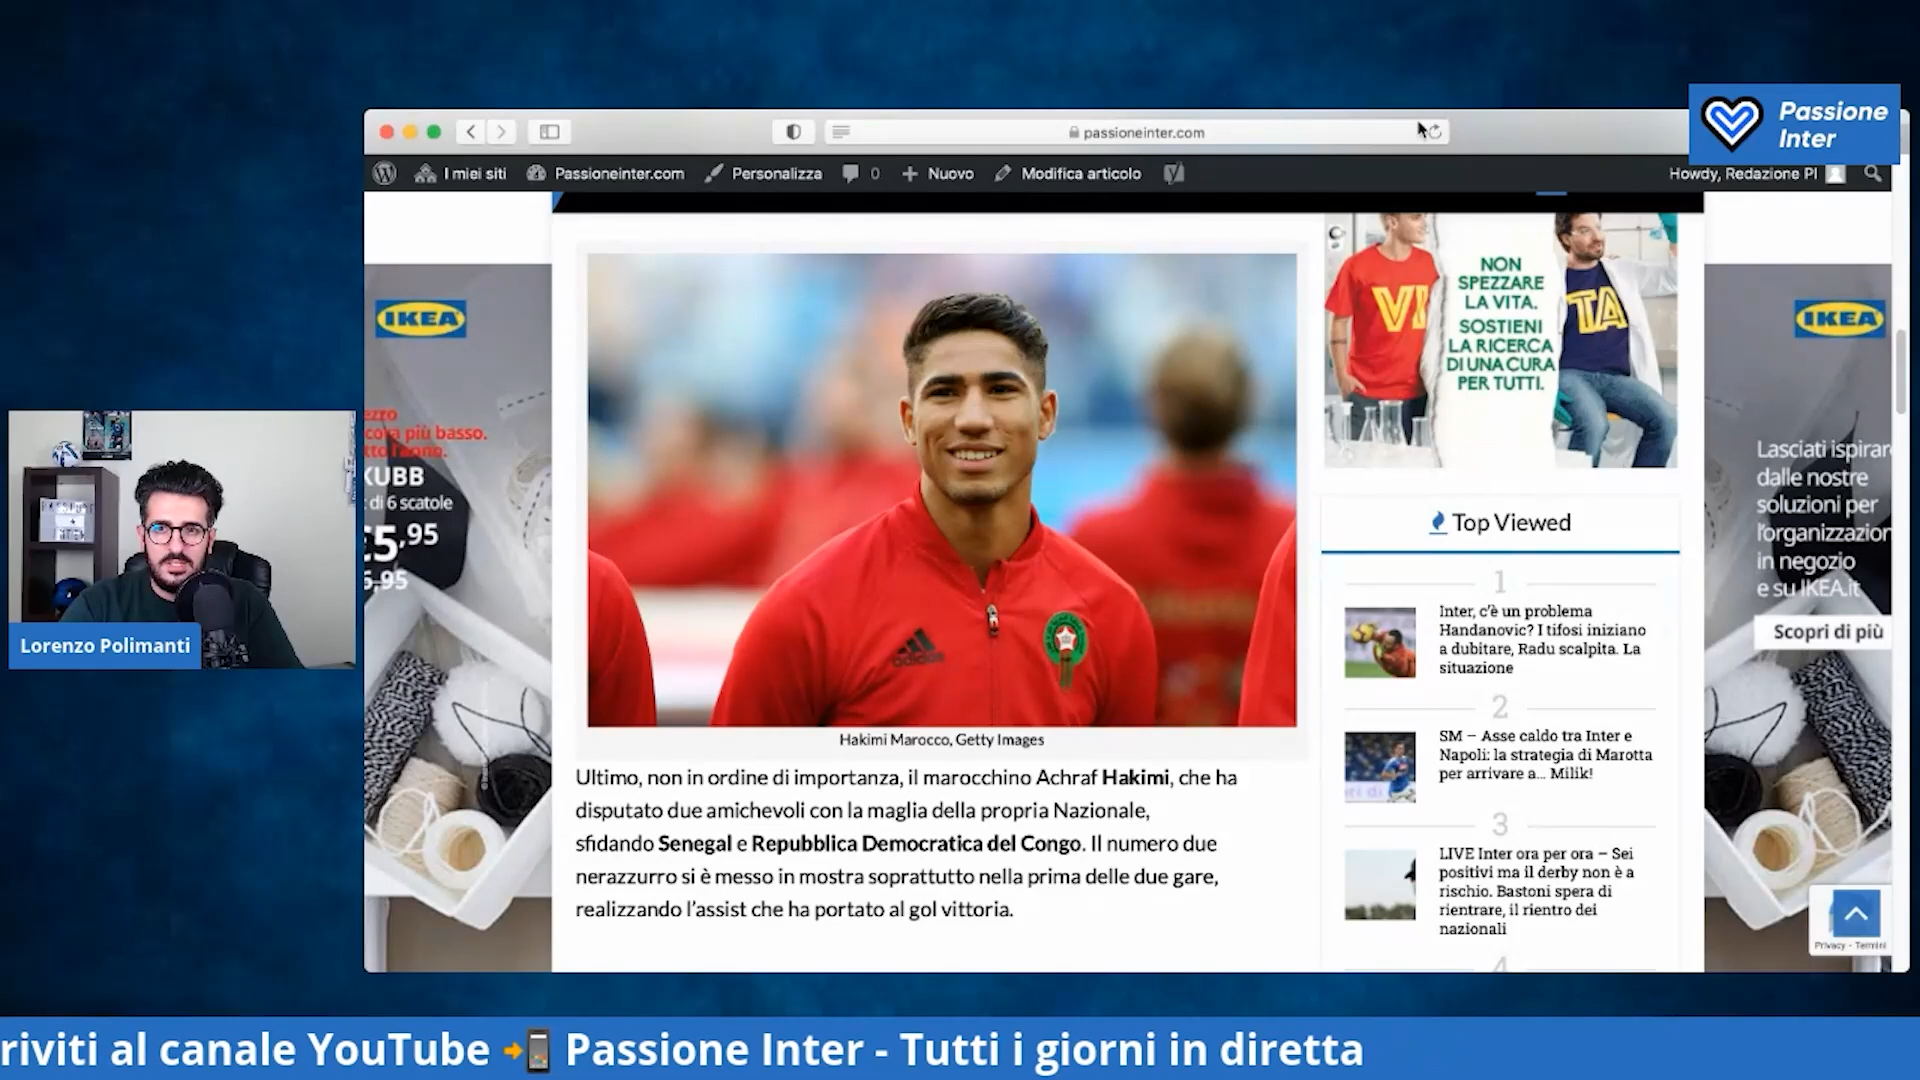 Passione
Inter
passioneinter.com
I miei siti
Passioneinter.com
Personalizza
0
Nuovo
Modifica articolo
Howdy, Redazione PI
IKEA
più basso.
KUBB
di 6 scatole
5,95
Lorenzo Polimanti
adidas
Hakimi Marocco, Getty Images
Ultimo, non in ordine di importanza, il marocchino Achraf Hakimi, che ha
disputato due amichevoli con la maglia della propria Nazionale,
sfidando Senegal e Repubblica Democratica del Congo. Il numero due
nerazzurro si è messo in mostra soprattutto nella prima delle due gare,
realizzando l'assist che ha portato al gol vittoria.
VI
TA
NON
SPEZZARE
LA VITA.
SOSTIENI
LA RICERCA
DI UNA CURA
PER TUTTI.
Top Viewed
1
Inter, c'è un problema
Handanovic? I tifosi iniziano
a dubitare, Radu scalpita. La
situazione
2
SM – Asse caldo tra Inter e
Napoli: la strategia di Marotta
per arrivare a... Milik!
3
LIVE Inter ora per ora – Sei
positivi ma il derby non è a
rischio. Bastoni spera di
rientrare, il rientro dei
nazionali
4
IKEA
Lasciati ispirar
dalle nostre
soluzioni per
l'organizzazior
in negozio
e su IKEA.it
Scopri di più
Privacy - Termini
riviti al canale YouTube Passione Inter - Tutti i giorni in diretta